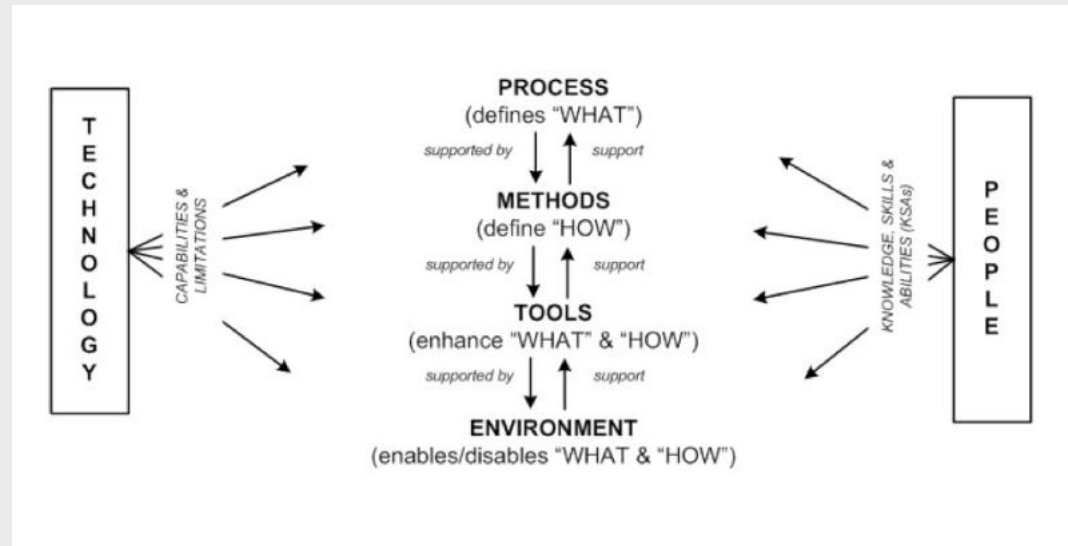 TECHNOLOGY
CAPABILITIES &
LIMITATIONS
PROCESS
(defines “WHAT”)
supported by support
METHODS
(define “HOW”)
supported by support
TOOLS
(enhance “WHAT” & “HOW”)
supported by support
ENVIRONMENT
(enables/disables “WHAT & “HOW”)
KNOWLEDGE, SKILLS &
ABILITIES (KSAs)
PEOPLE